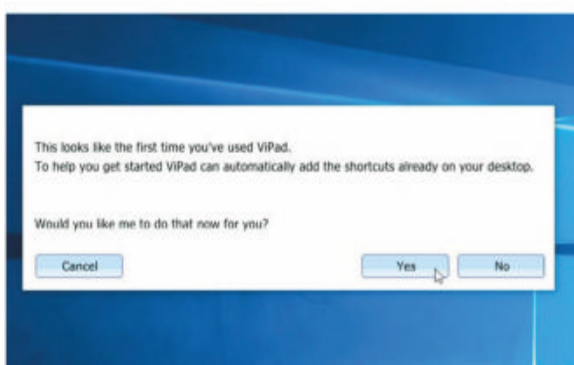 This looks like the first time you've used ViPad.
To help you get started ViPad can automatically add the shortcuts already on your desktop.
Would you like me to do that now for you?
Cancel
Yes
No